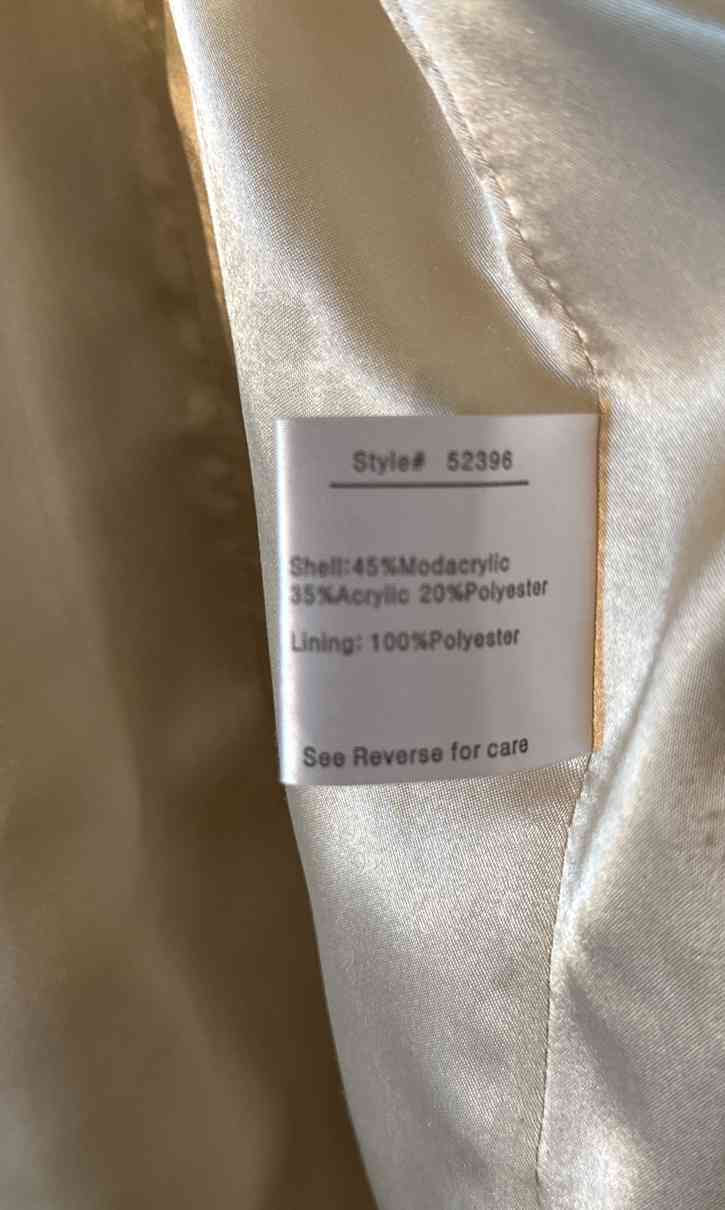 Style# 52396
Shell:45%Modacrylic
35%Acrylic 20%Polyester
Lining: 100%Polyester
See Reverse for care